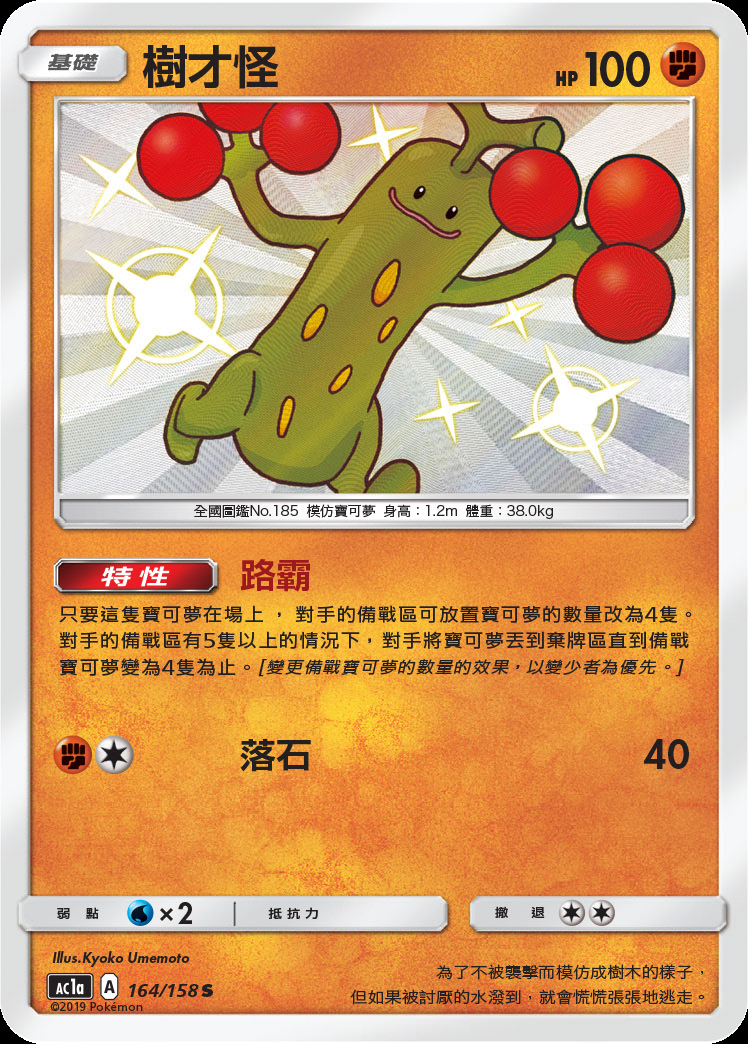 基礎 樹才怪 HP 100
全國圖鑑No.185 模仿寶可夢 身高：1.2m 體重：38.0kg
特性 路霸
只要這隻寶可夢在場上，對手的備戰區可放置寶可夢的數量改為4隻。
對手的備戰區有5隻以上的情況下，對手將寶可夢丟到棄牌區直到備戰
寶可夢變為4隻為止。[變更備戰寶可夢的數量的效果，以變少者為優先。]
落石 40
弱點 ×2 抵抗力 撤退
Illus.Kyoko Umemoto
為了不被襲擊而模仿成樹木的樣子，
AC1a A 164/158 S
但如果被討厭的水潑到，就會慌慌張張地逃走。
©2019 Pokémon